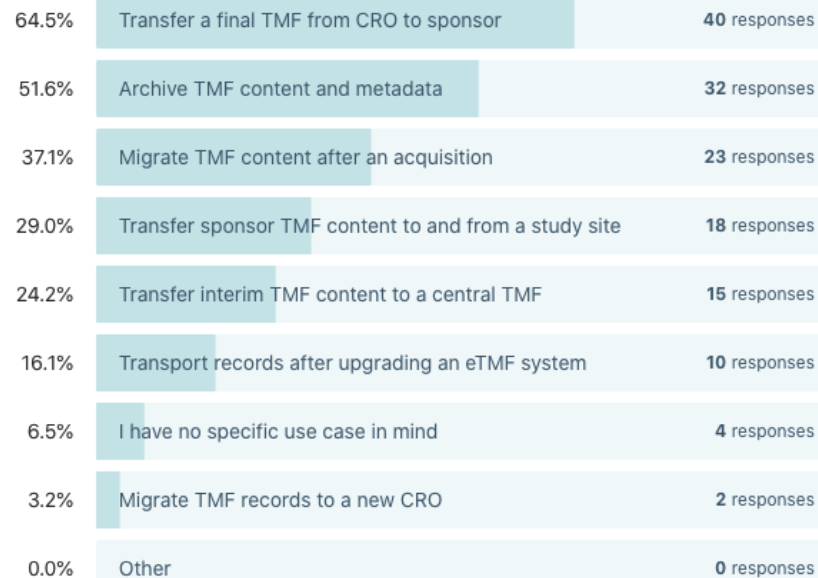 64.5% Transfer a final TMF from CRO to sponsor 40 responses
51.6% Archive TMF content and metadata 32 responses
37.1% Migrate TMF content after an acquisition 23 responses
29.0% Transfer sponsor TMF content to and from a study site 18 responses
24.2% Transfer interim TMF content to a central TMF 15 responses
16.1% Transport records after upgrading an eTMF system 10 responses
6.5% I have no specific use case in mind 4 responses
3.2% Migrate TMF records to a new CRO 2 responses
0.0% Other 0 responses